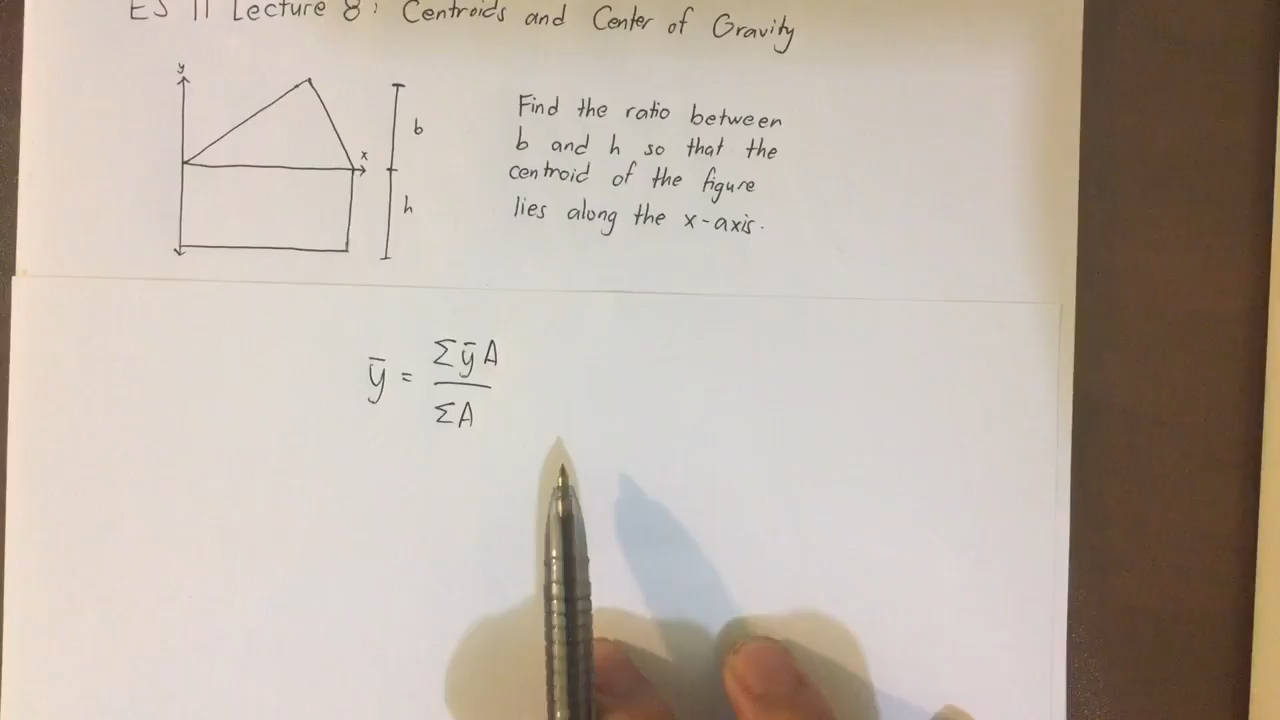 ES 11 Lecture 8: Centroids and Center of Gravity
y
x
b
h
Find the ratio between
b and h so that the
centroid of the figure
lies along the x-axis.
ȳ = ΣȳA / ΣA